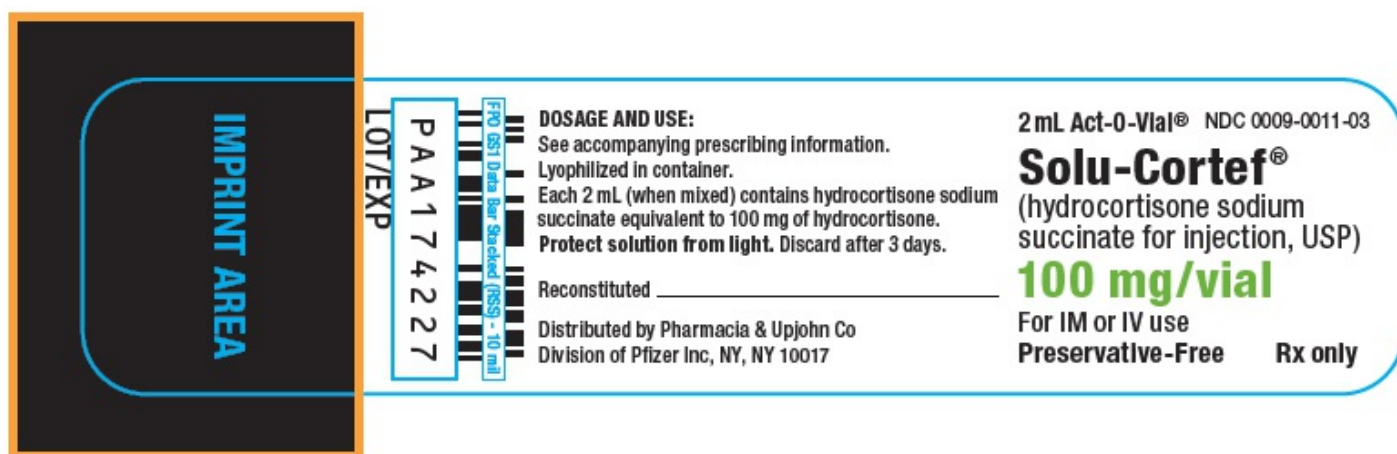 IMPRINT AREA
LOT/EXP
PAA174227
FPO GS1 Data Bar Stacked (RSS) - 10 mil
DOSAGE AND USE:
See accompanying prescribing information.
Lyophilized in container.
Each 2 mL (when mixed) contains hydrocortisone sodium
succinate equivalent to 100 mg of hydrocortisone.
Protect solution from light. Discard after 3 days.
Reconstituted
Distributed by Pharmacia & Upjohn Co
Division of Pfizer Inc, NY, NY 10017
2 mL Act-O-Vial® NDC 0009-0011-03
Solu-Cortef®
(hydrocortisone sodium
succinate for injection, USP)
100 mg/vial
For IM or IV use
Preservative-Free Rx only